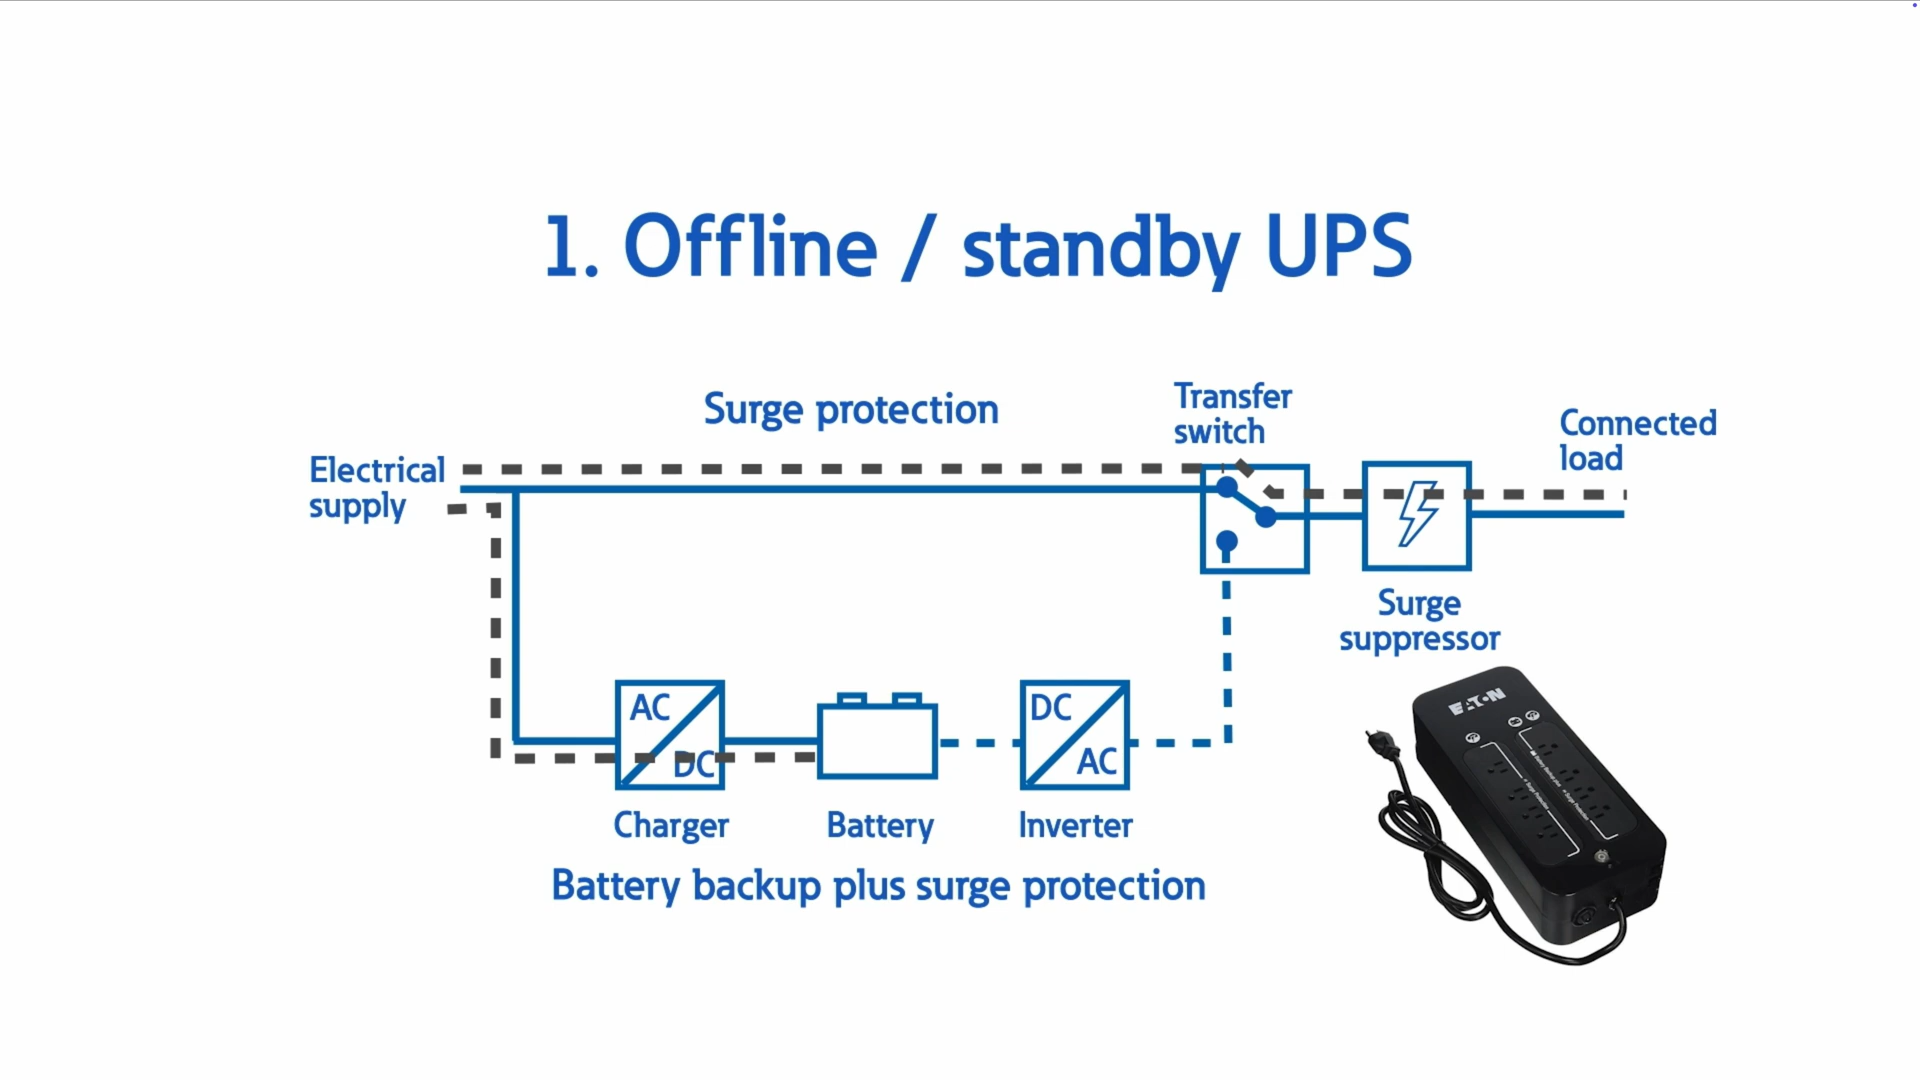 1. Offline / standby UPS
Surge protection
Transfer
switch
Connected
load
Electrical
supply
Surge
suppressor
AC
DC
DC
AC
Charger
Battery
Inverter
Battery backup plus surge protection
EATON